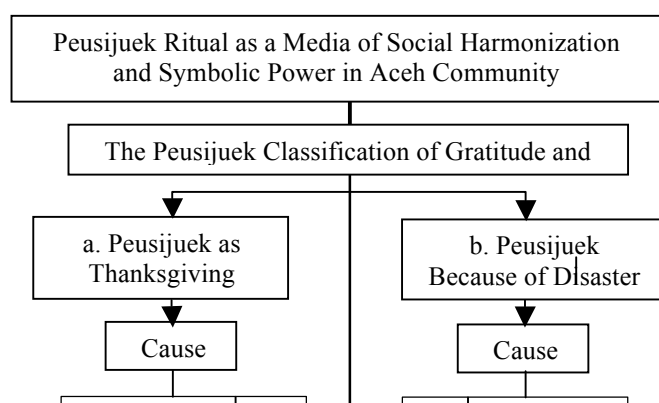 Peusijuek Ritual as a Media of Social Harmonization
and Symbolic Power in Aceh Community
The Peusijuek Classification of Gratitude and
a. Peusijuek as
Thanksgiving
b. Peusijuek
Because of Disaster
Cause
Cause